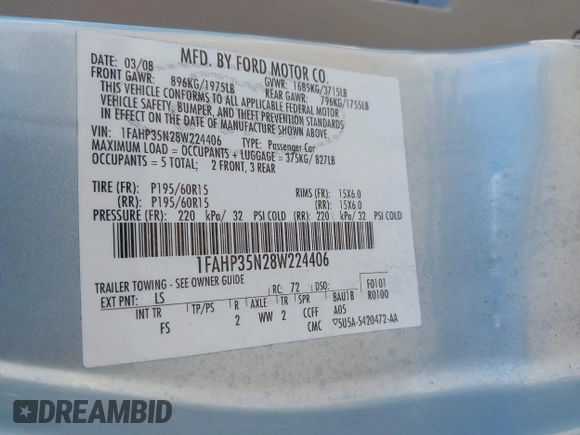 MFD. BY FORD MOTOR CO.
DATE: 03/08 GVWR: 1685KG/3715LB
FRONT GAWR: 896KG/1975LB REAR GAWR: 796KG/1755LB
THIS VEHICLE CONFORMS TO ALL APPLICABLE FEDERAL MOTOR
VEHICLE SAFETY, BUMPER, AND THEFT PREVENTION STANDARDS
IN EFFECT ON THE DATE OF MANUFACTURE SHOWN ABOVE.
VIN: 1FAHP35N28W224406 TYPE: Passenger Car
MAXIMUM LOAD = OCCUPANTS + LUGGAGE = 375KG/ 827LB
OCCUPANTS = 5 TOTAL; 2 FRONT, 3 REAR
TIRE (FR): P195/60R15 RIMS (FR): 15X6.0
(RR): P195/60R15 (RR): 15X6.0
PRESSURE (FR): 220 kPa/ 32 PSI COLD (RR): 220 kPa/ 32 PSI COLD
1FAHP35N28W224406
TRAILER TOWING - SEE OWNER GUIDE
EXT PNT: LS RC: 72 DSO: F0101
R0100
INT TR TP/PS R AXLE TR SPR 8AU1B
FS 2 WW 2 CCFF A05
CMC 5U5A-5420472-AA
DREAMBID